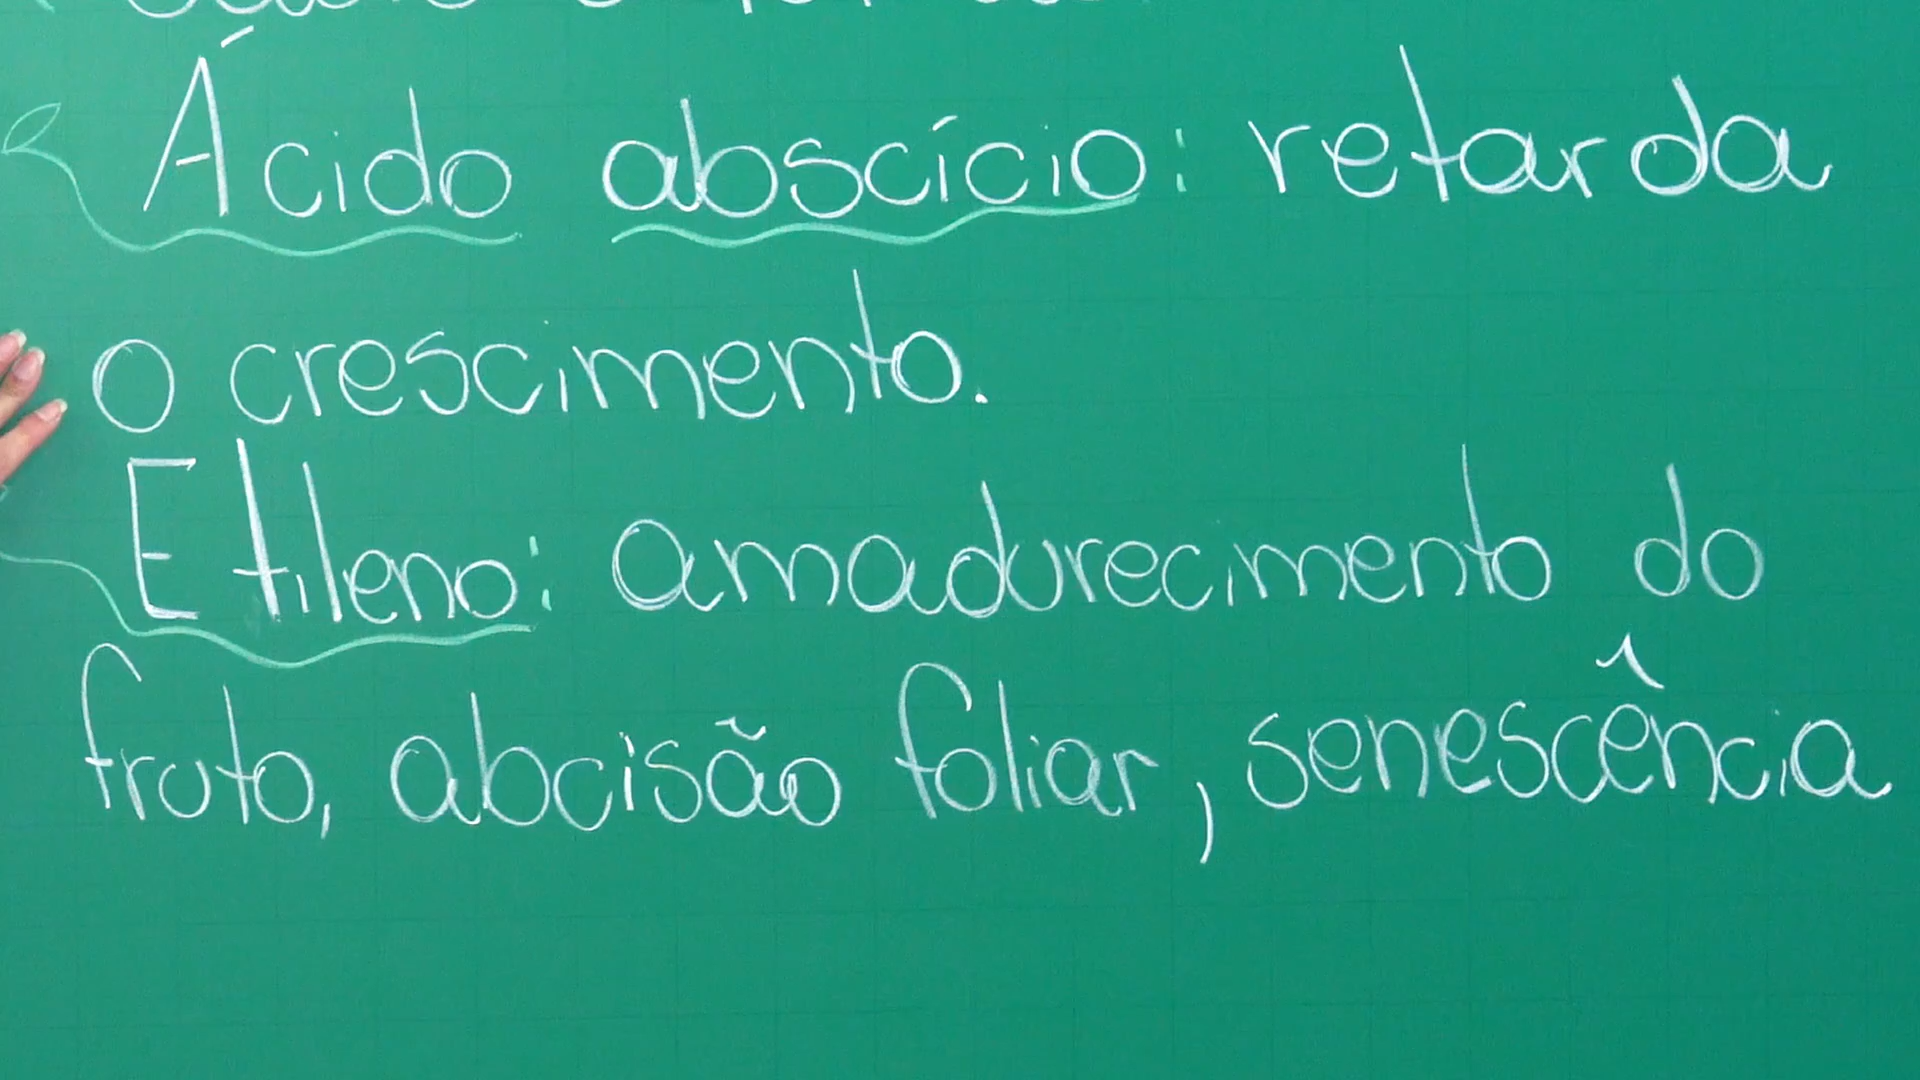 Ácido abscício: retarda
o crescimento.
Etileno: amadurecimento do
fruto, abcisão foliar, senescência